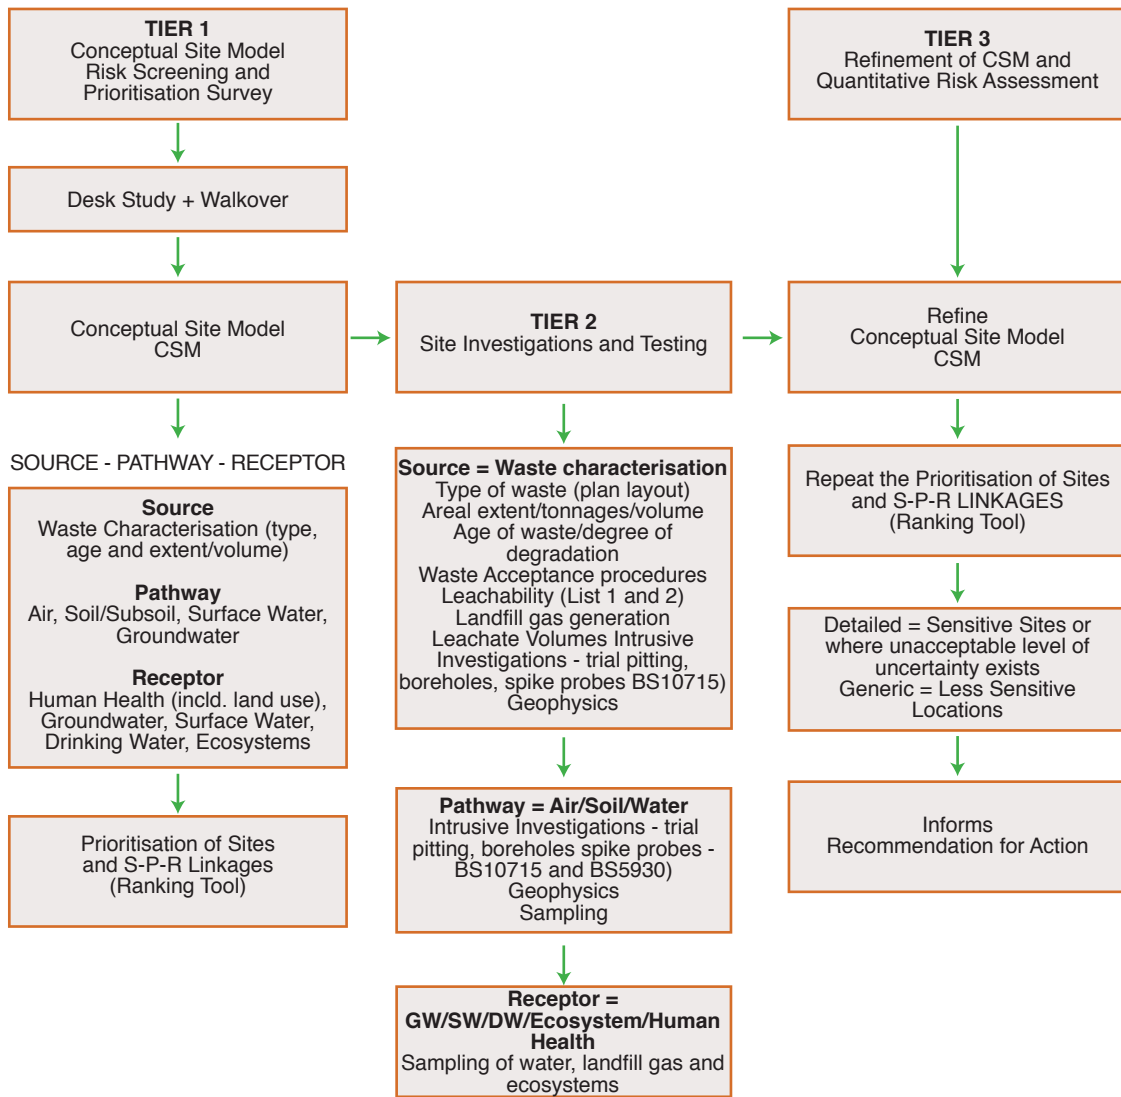 TIER 1
Conceptual Site Model
Risk Screening and
Prioritisation Survey
Desk Study + Walkover
Conceptual Site Model
CSM
SOURCE - PATHWAY - RECEPTOR
Source
Waste Characterisation (type,
age and extent/volume)
Pathway
Air, Soil/Subsoil, Surface Water,
Groundwater
Receptor
Human Health (incld. land use),
Groundwater, Surface Water,
Drinking Water, Ecosystems
Prioritisation of Sites
and S-P-R Linkages
(Ranking Tool)
TIER 2
Site Investigations and Testing
Source = Waste characterisation
Type of waste (plan layout)
Areal extent/tonnages/volume
Age of waste/degree of
degradation
Waste Acceptance procedures
Leachability (List 1 and 2)
Landfill gas generation
Leachate Volumes Intrusive
Investigations - trial pitting,
boreholes, spike probes BS10715)
Geophysics
Pathway = Air/Soil/Water
Intrusive Investigations - trial
pitting, boreholes spike probes -
BS10715 and BS5930)
Geophysics
Sampling
Receptor =
GW/SW/DW/Ecosystem/Human
Health
Sampling of water, landfill gas and
ecosystems
TIER 3
Refinement of CSM and
Quantitative Risk Assessment
Refine
Conceptual Site Model
CSM
Repeat the Prioritisation of Sites
and S-P-R LINKAGES
(Ranking Tool)
Detailed = Sensitive Sites or
where unacceptable level of
uncertainty exists
Generic = Less Sensitive
Locations
Informs
Recommendation for Action